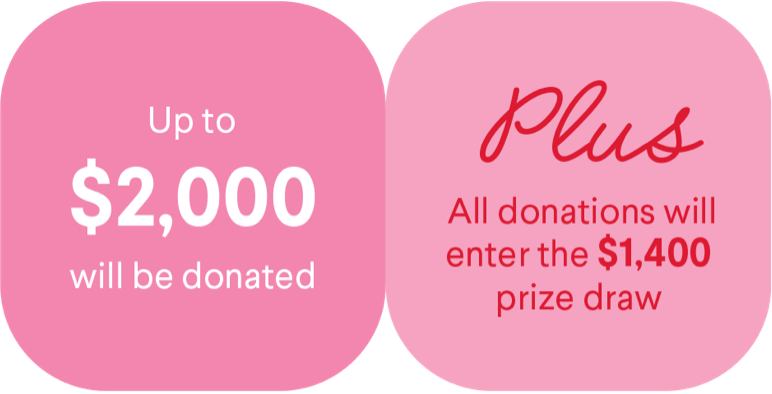 Up to
$2,000
will be donated
Plus
All donations will
enter the $1,400
prize draw